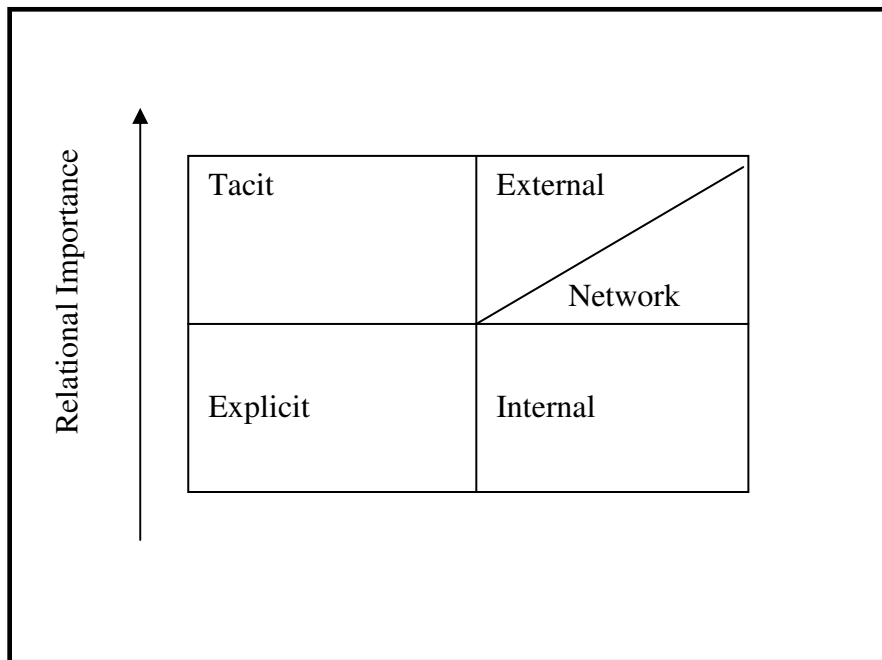 Relational Importance
Tacit
External
Network
Explicit
Internal